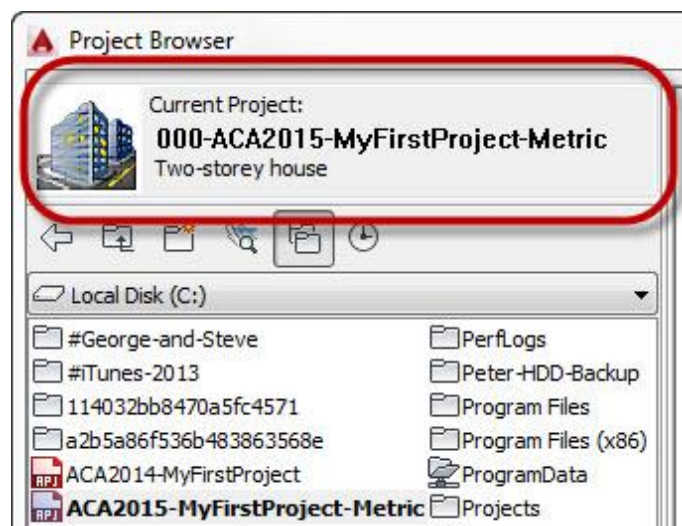 Project Browser
Current Project:
000-ACA2015-MyFirstProject-Metric
Two-storey house
Local Disk (C:)
#George-and-Steve
#iTunes-2013
114032bb8470a5fc4571
a2b5a86f536b483863568e
ACA2014-MyFirstProject
ACA2015-MyFirstProject-Metric
PerfLogs
Peter-HDD-Backup
Program Files
Program Files (x86)
ProgramData
Projects